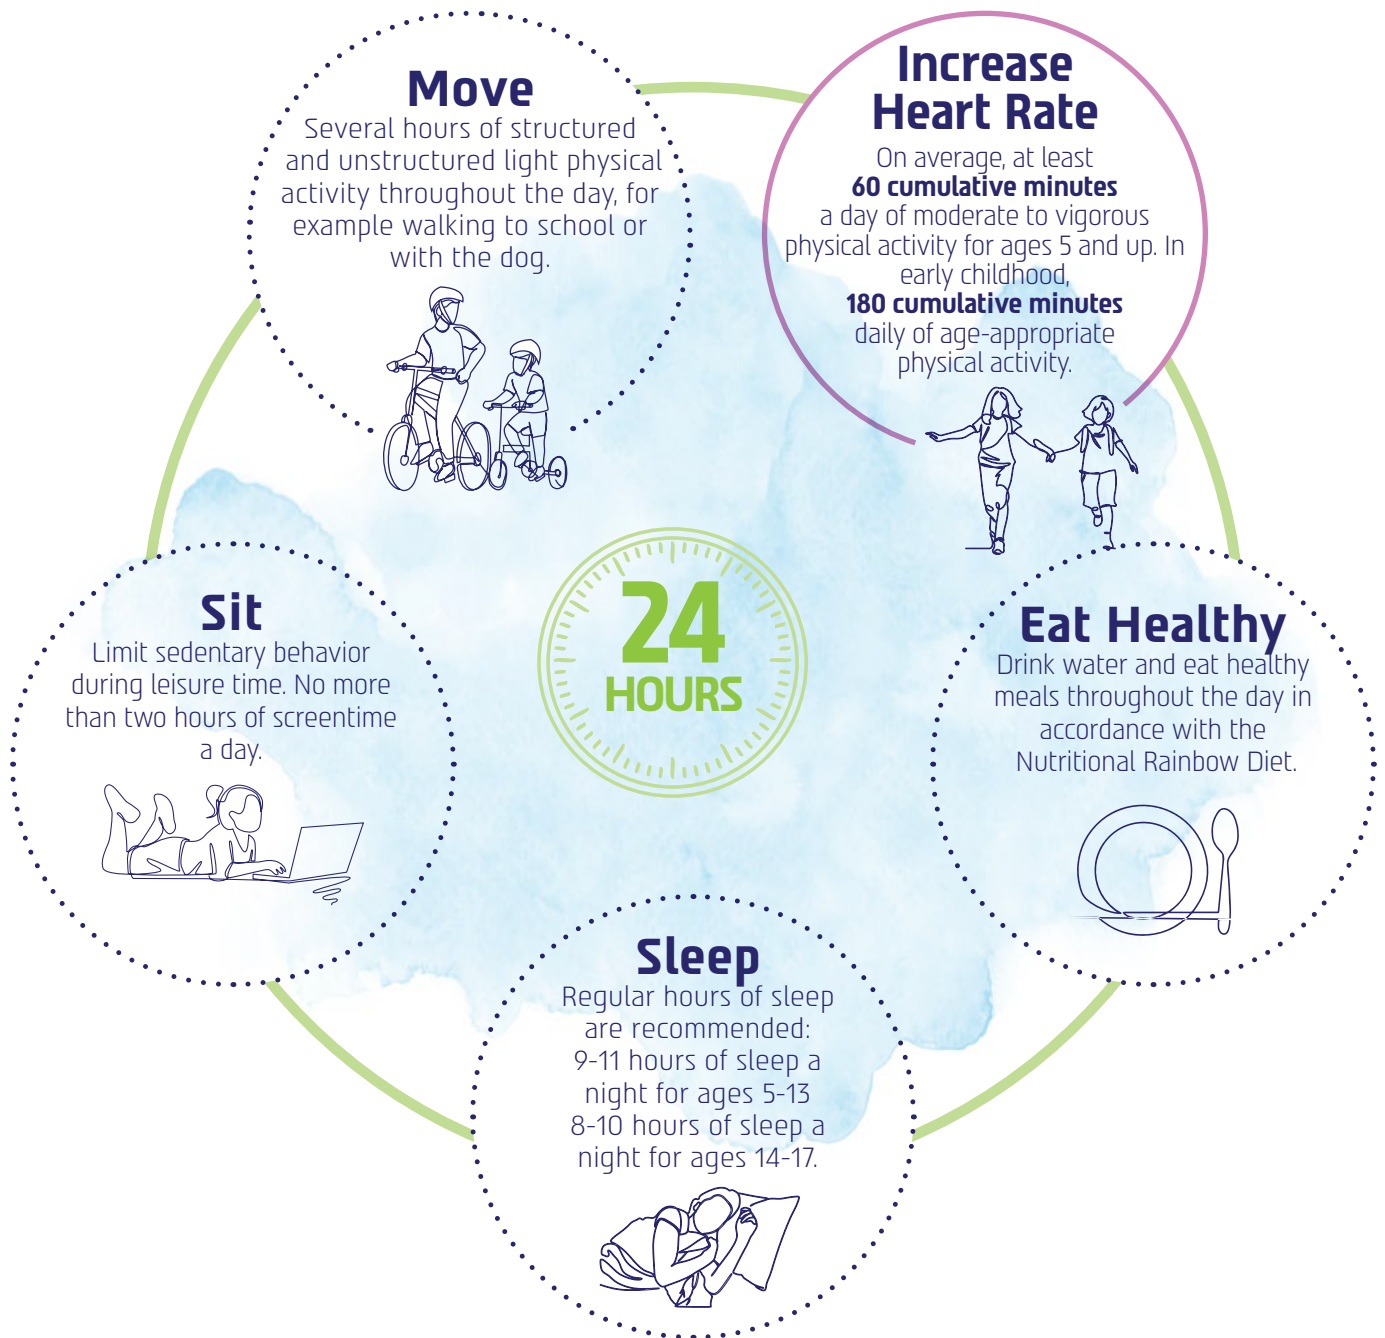 Move
Several hours of structured
and unstructured light physical
activity throughout the day, for
example walking to school or
with the dog.
Increase
Heart Rate
On average, at least
60 cumulative minutes
a day of moderate to vigorous
physical activity for ages 5 and up. In
early childhood,
180 cumulative minutes
daily of age-appropriate
physical activity.
Sit
Limit sedentary behavior
during leisure time. No more
than two hours of screentime
a day.
24
HOURS
Eat Healthy
Drink water and eat healthy
meals throughout the day in
accordance with the
Nutritional Rainbow Diet.
Sleep
Regular hours of sleep
are recommended:
9-11 hours of sleep a
night for ages 5-13
8-10 hours of sleep a
night for ages 14-17.